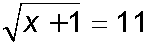 √(x + 1) = 11